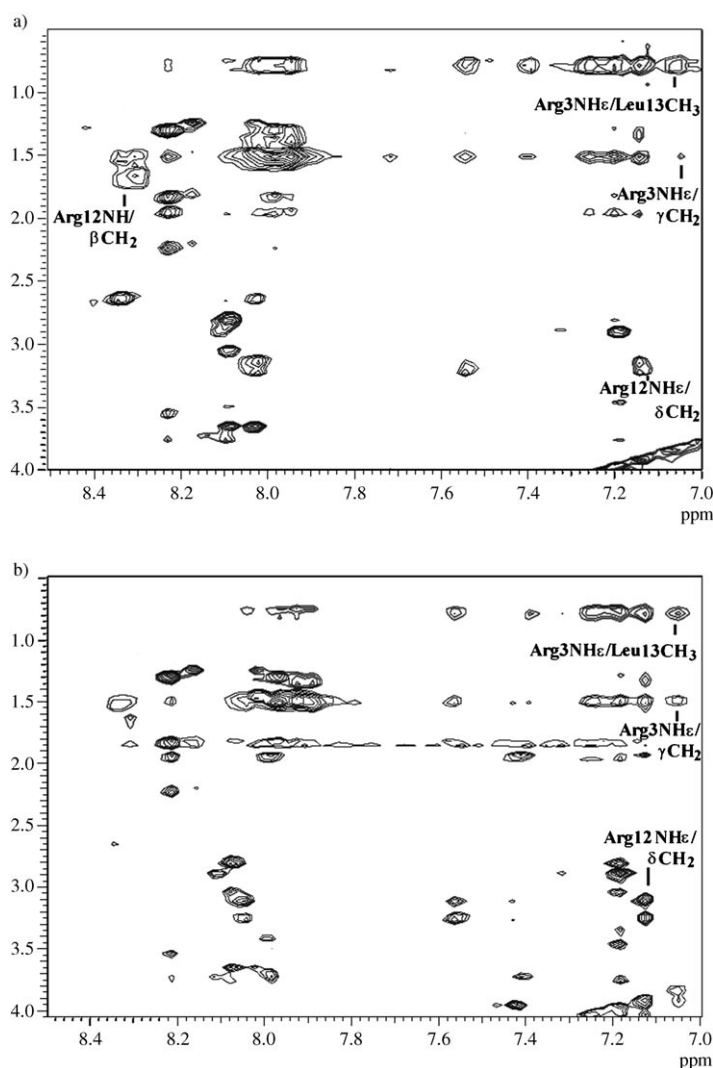 a)
1.0
Arg3NHε/Leu13CH3
1.5
Arg3NHε/
γCH2
2.0
Arg12NH/
βCH2
2.5
3.0
Arg12NHε/
δCH2
3.5
4.0
8.4 8.2 8.0 7.8 7.6 7.4 7.2 7.0
ppm
b)
1.0
Arg3NHε/Leu13CH3
1.5
Arg3NHε/
γCH2
2.0
2.5
Arg12NHε/
δCH2
3.0
3.5
4.0
8.4 8.2 8.0 7.8 7.6 7.4 7.2 7.0
ppm